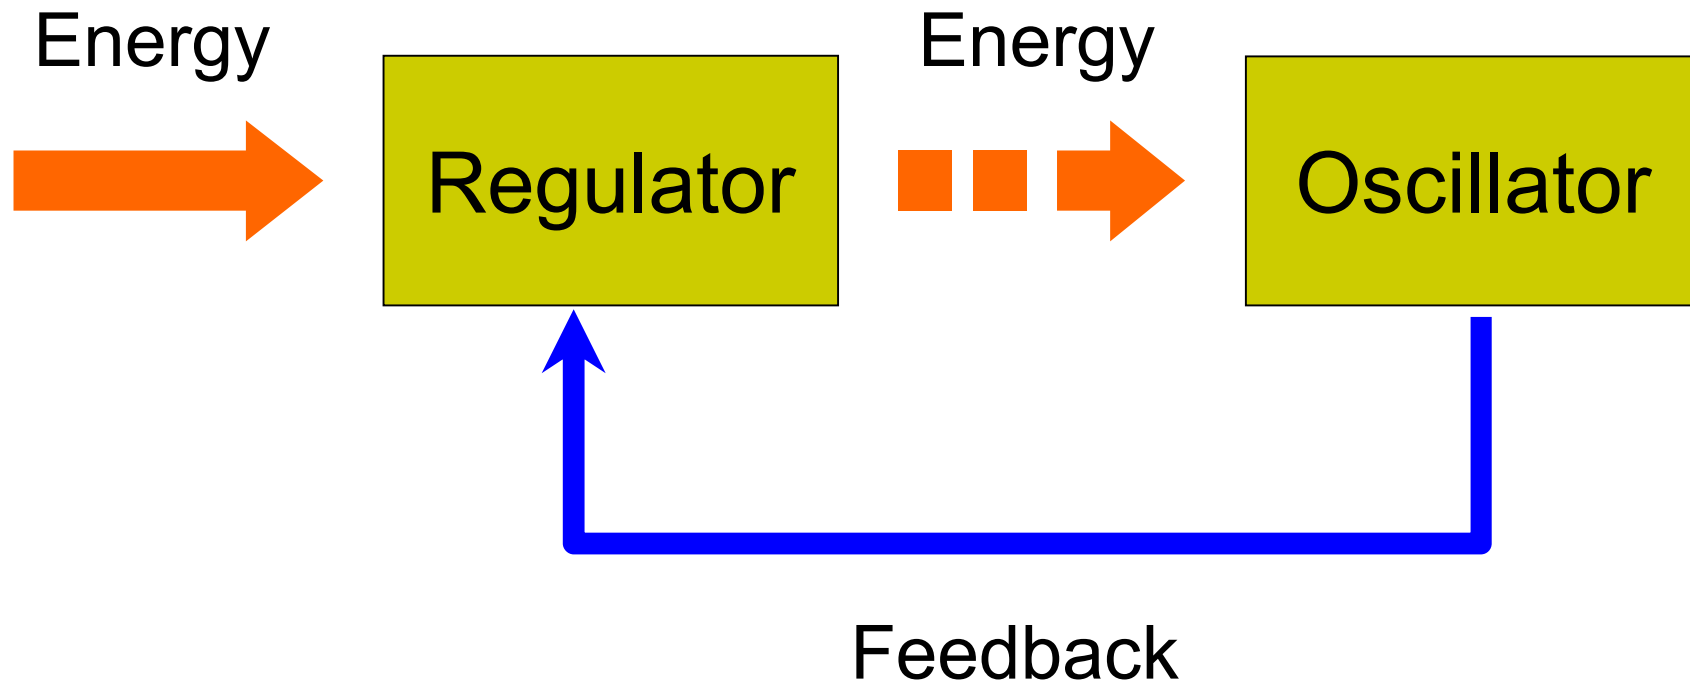 Energy
Energy
Regulator
Oscillator
Feedback